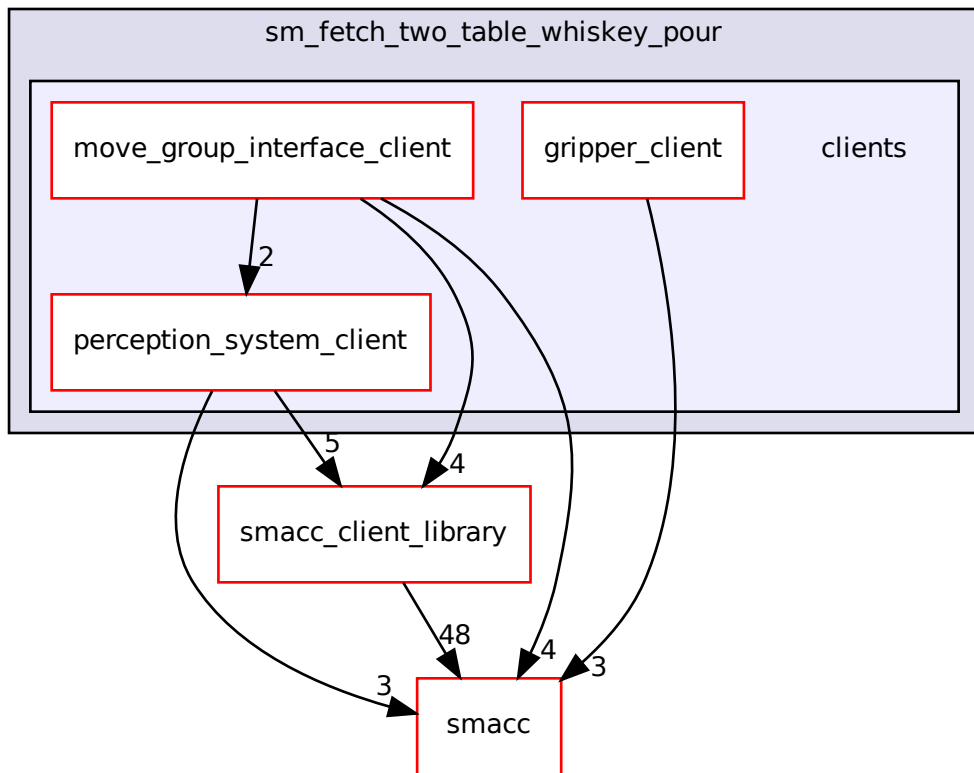 sm_fetch_two_table_whiskey_pour
move_group_interface_client
gripper_client
clients
2
perception_system_client
5
4
smacc_client_library
48
4
3
3
smacc